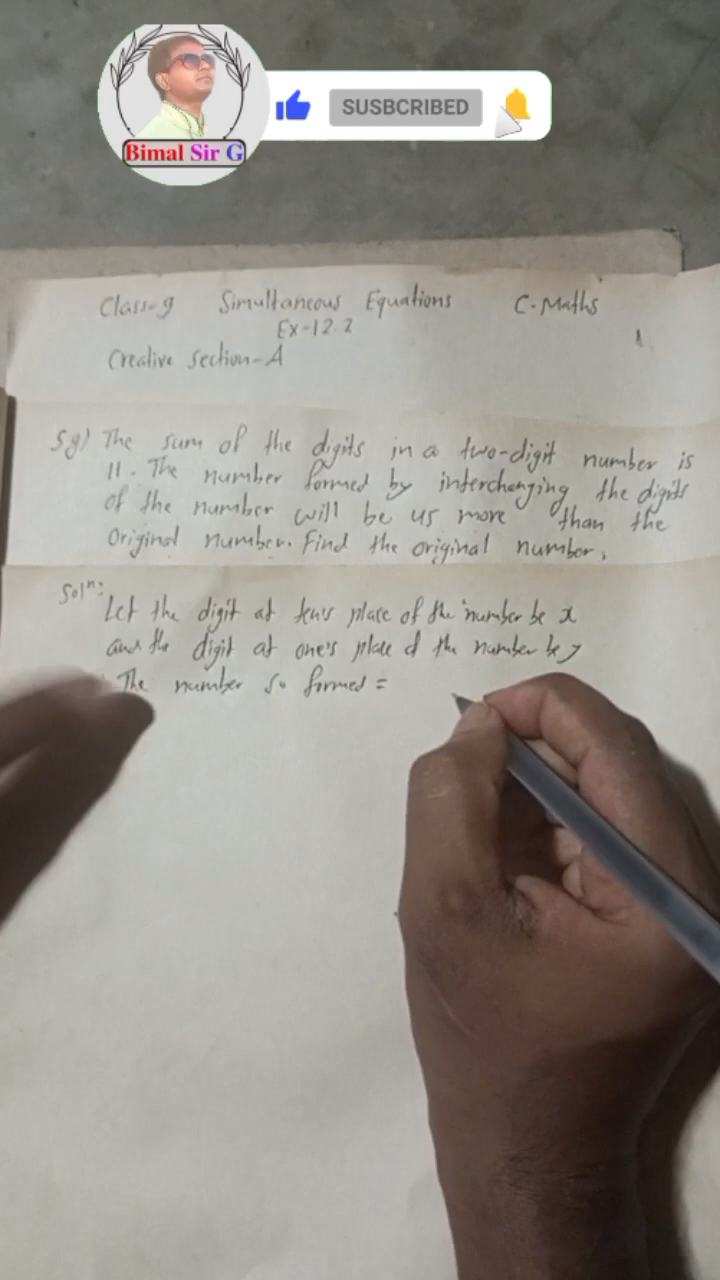 Bimal Sir G
SUSBCRIBED
Class-9 Simultaneous Equations C. Maths
Ex-12.2
Creative Section-A
5g) The sum of the digits in a two-digit number is
11. The number formed by interchanging the digits
of the number will be us more than the
Original number. Find the original number.
Solⁿ:
Let the digit at ten's place of the number be x
and the digit at one's place of the number be y
The number so formed =